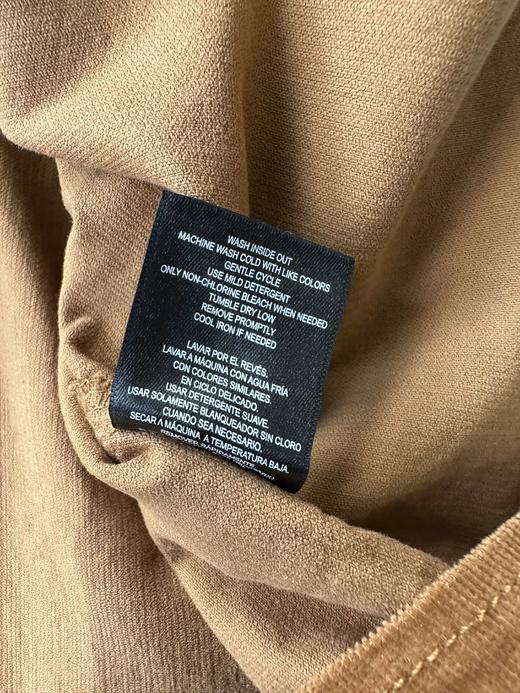 WASH INSIDE OUT
MACHINE WASH COLD WITH LIKE COLORS
GENTLE CYCLE
USE MILD DETERGENT
ONLY NON-CHLORINE BLEACH WHEN NEEDED
TUMBLE DRY LOW
REMOVE PROMPTLY
COOL IRON IF NEEDED
LAVAR POR EL REVÉS.
LAVAR A MÁQUINA CON AGUA FRÍA
CON COLORES SIMILARES.
EN CICLO DELICADO.
USAR DETERGENTE SUAVE.
USAR SOLAMENTE BLANQUEADOR SIN CLORO
CUANDO SEA NECESARIO.
SECAR A MÁQUINA A TEMPERATURA BAJA.
REMOVER RÁPIDAMENTE